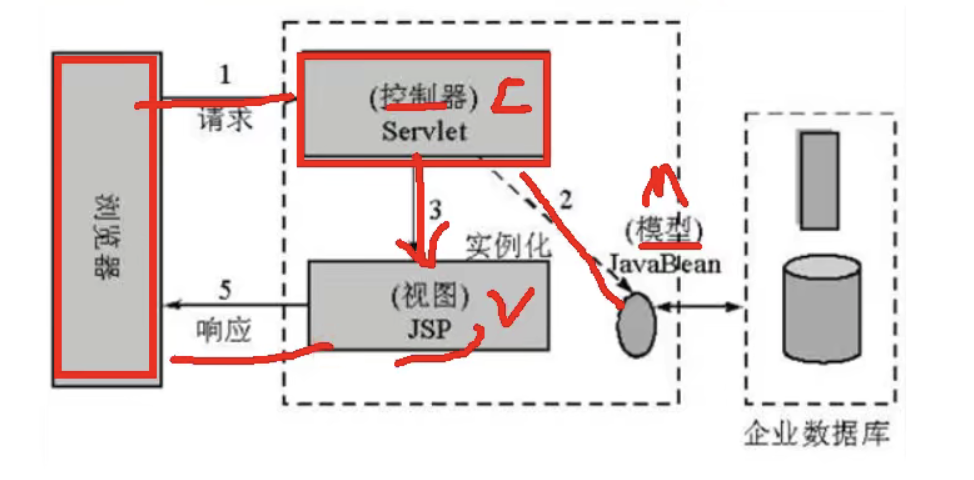 1
请求
(控制器) C
Servlet
浏览器
3
实例化
2
M
(模型)
JavaBean
(视图) V
JSP
5
响应
企业数据库